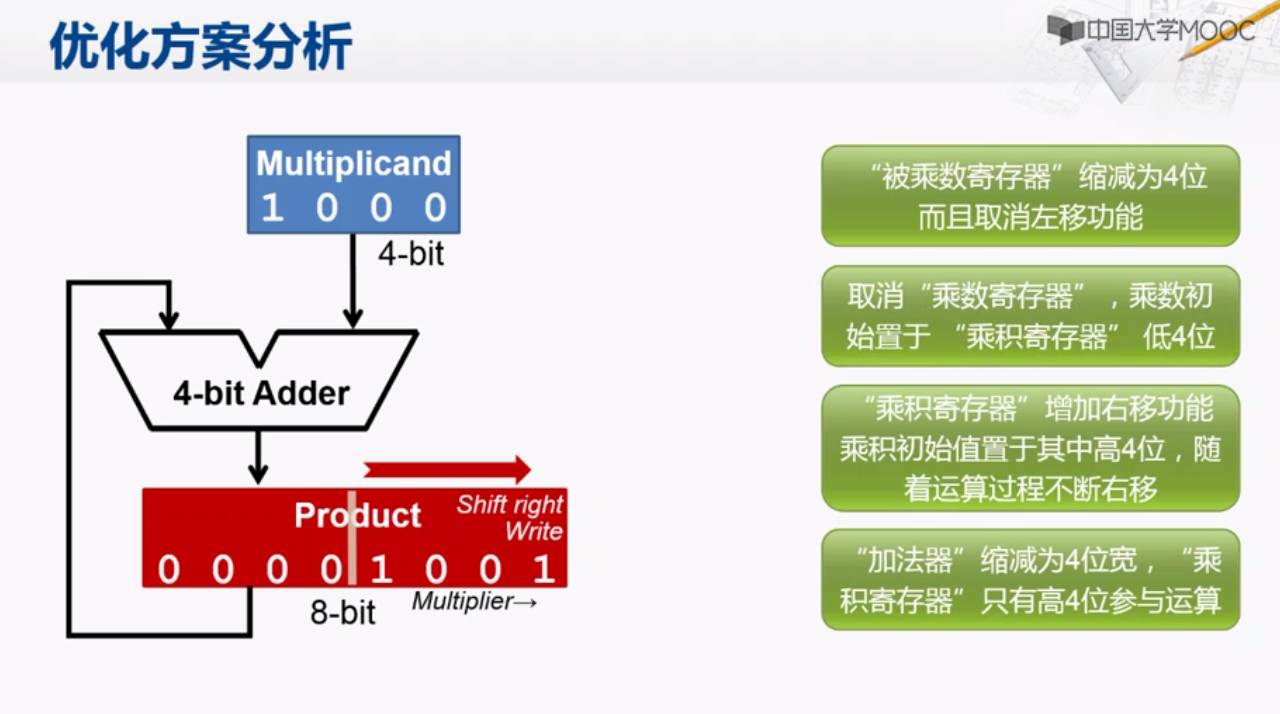 优化方案分析
中国大学MOOC
Multiplicand
1 0 0 0
4-bit
4-bit Adder
Product
Shift right
Write
0 0 0 0 1 0 0 1
8-bit
Multiplier→
“被乘数寄存器”缩减为4位
而且取消左移功能
取消“乘数寄存器”，乘数初
始置于“乘积寄存器”低4位
“乘积寄存器”增加右移功能
乘积初始值置于其中高4位，随
着运算过程不断右移
“加法器”缩减为4位宽，“乘
积寄存器”只有高4位参与运算